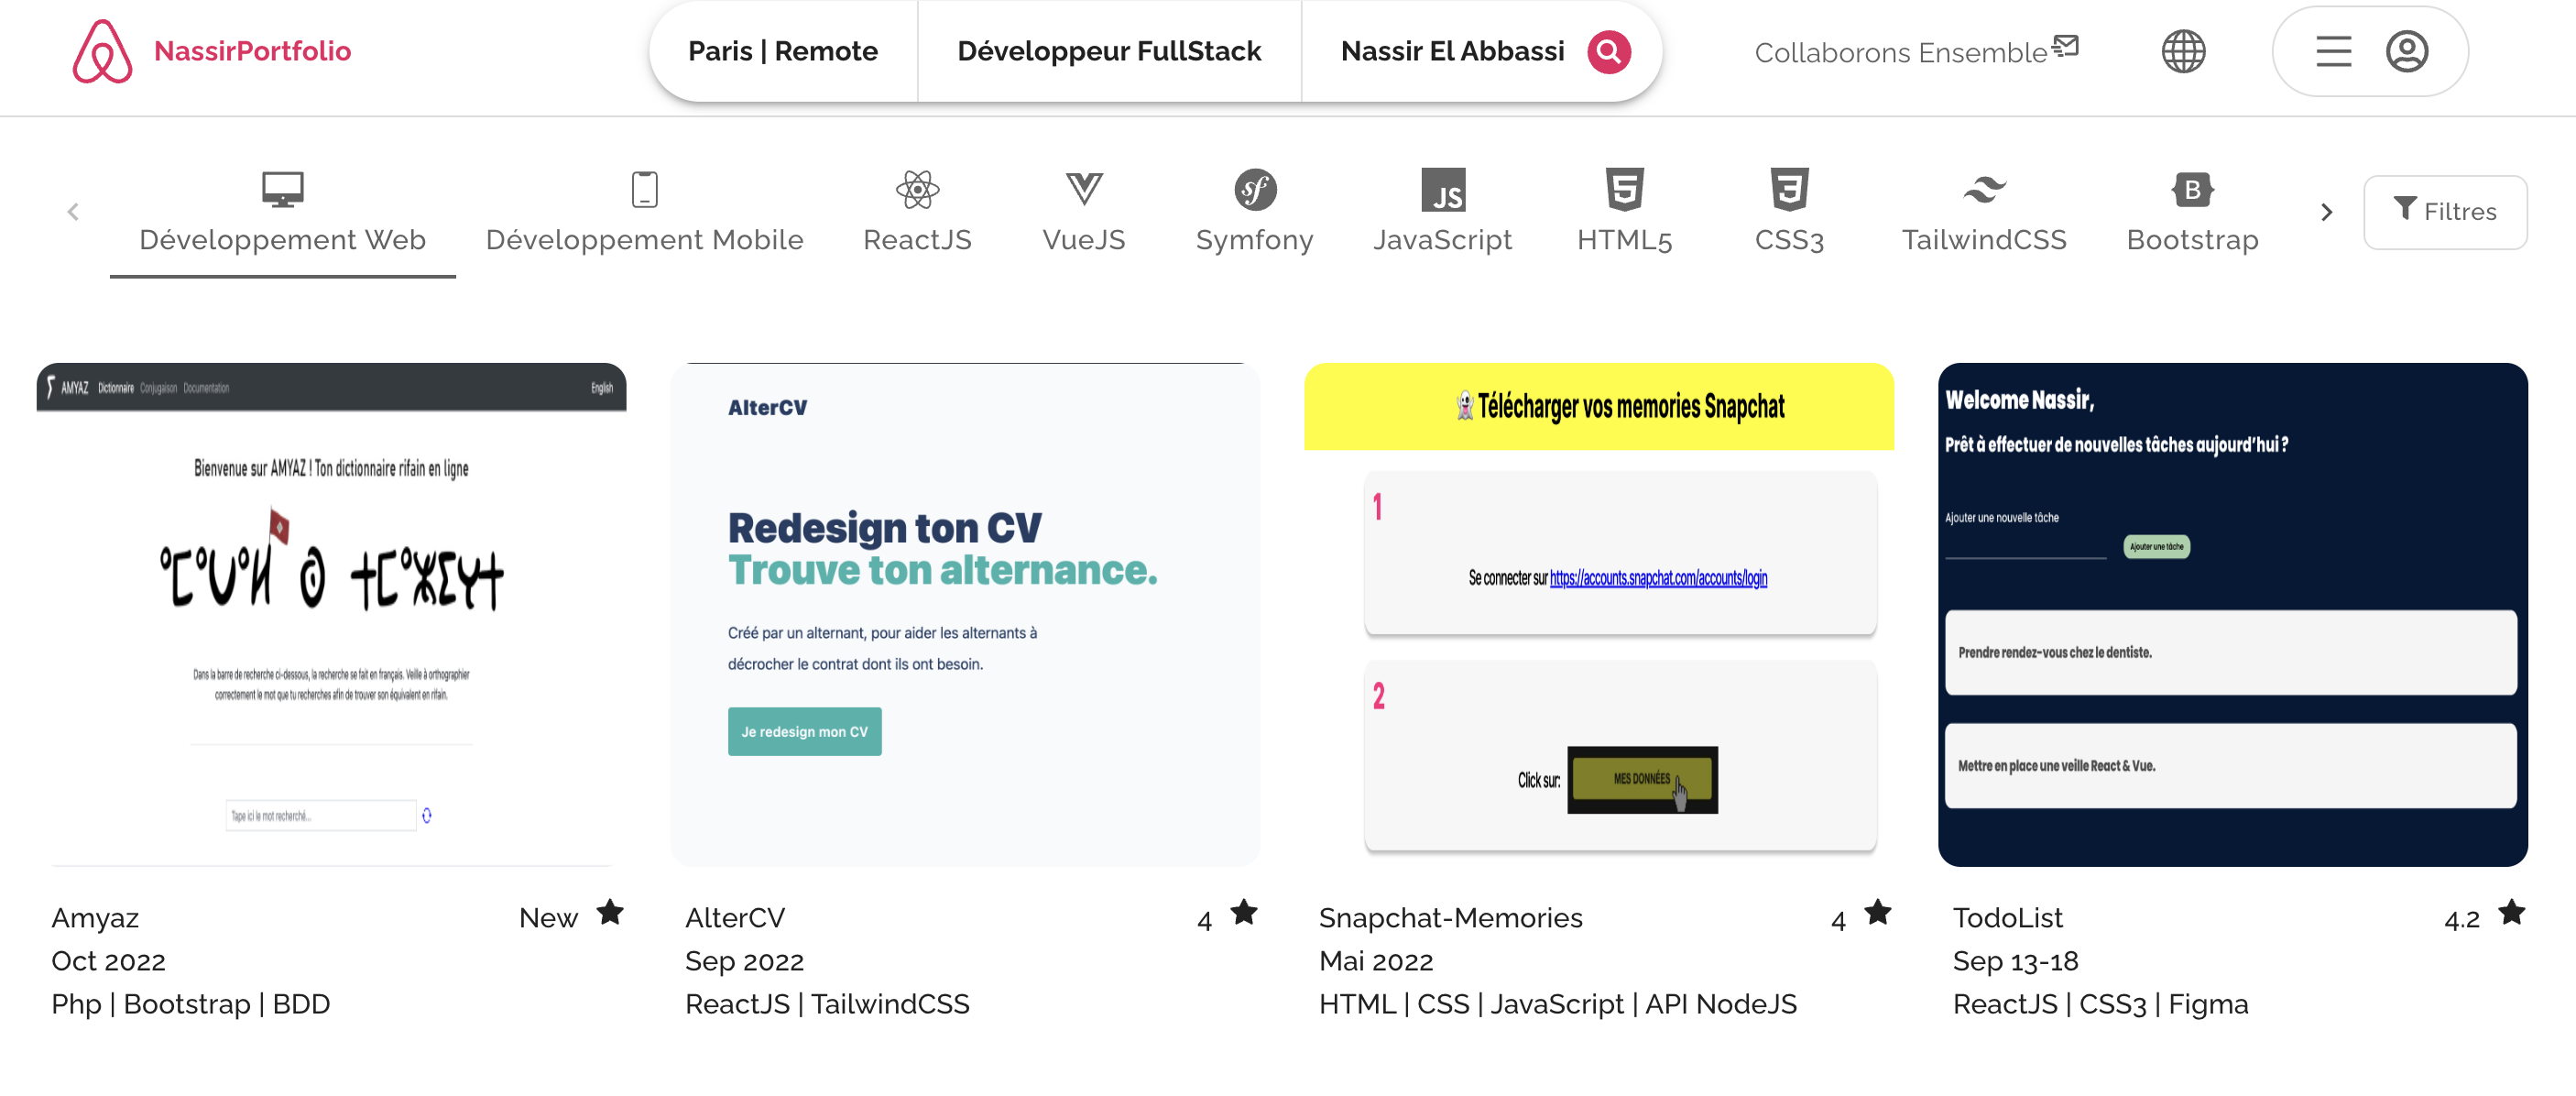 NassirPortfolio
Paris | Remote
Développeur FullStack
Nassir El Abbassi
Collaborons Ensemble
Développement Web
Développement Mobile
ReactJS
VueJS
Symfony
JavaScript
HTML5
CSS3
TailwindCSS
Bootstrap
Filtres
AMYAZ Dictionnaire Conjugaison Documentation English
Bienvenue sur AMYAZ ! Ton dictionnaire rifain en ligne
ⴰⵎⴰⵡⴰⵍ ⵙ ⵜⵎⴰⵣⵉⵖⵜ
Dans la barre de recherche ci-dessous, la recherche se fait en français. Veille à orthographier
correctement le mot que tu recherches afin de trouver son équivalent en rifain.
Tape ici le mot recherché...
Amyaz New
Oct 2022
Php | Bootstrap | BDD
AlterCV
Redesign ton CV
Trouve ton alternance.
Créé par un alternant, pour aider les alternants à
décrocher le contrat dont ils ont besoin.
Je redesign mon CV
AlterCV 4
Sep 2022
ReactJS | TailwindCSS
👻Télécharger vos memories Snapchat
1
Se connecter sur https://accounts.snapchat.com/accounts/login
2
Click sur: MES DONNÉES
Snapchat-Memories 4
Mai 2022
HTML | CSS | JavaScript | API NodeJS
Welcome Nassir,
Prêt à effectuer de nouvelles tâches aujourd'hui ?
Ajouter une nouvelle tâche
Ajouter une tâche
Prendre rendez-vous chez le dentiste.
Mettre en place une veille React & Vue.
TodoList 4.2
Sep 13-18
ReactJS | CSS3 | Figma